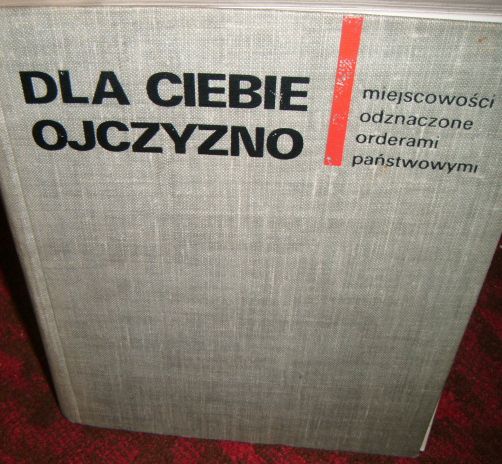 DLA CIEBIE
OJCZYZNO
miejscowości
odznaczone
orderami
państwowymi